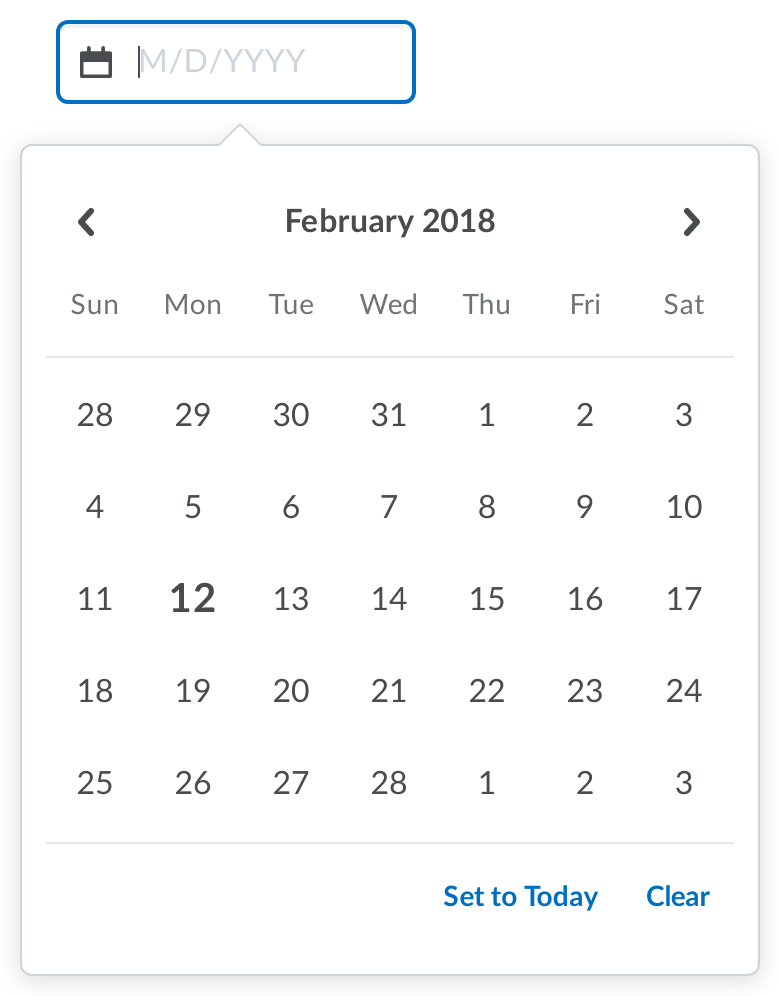 M/D/YYYY
February 2018
Sun Mon Tue Wed Thu Fri Sat
28 29 30 31 1 2 3
4 5 6 7 8 9 10
11 12 13 14 15 16 17
18 19 20 21 22 23 24
25 26 27 28 1 2 3
Set to Today Clear